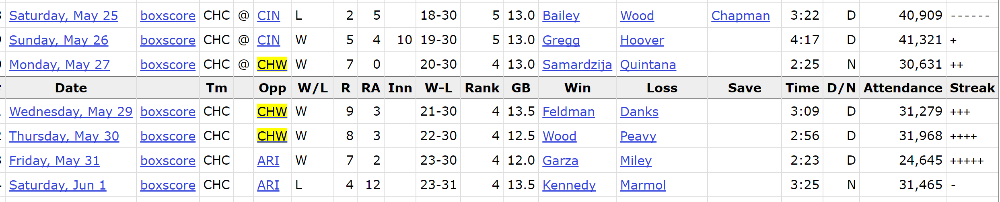 Saturday, May 25 boxscore CHC @ CIN L 2 5 18-30 5 13.0 Bailey Wood Chapman 3:22 D 40,909 ------
Sunday, May 26 boxscore CHC @ CIN W 5 4 10 19-30 5 13.0 Gregg Hoover 4:17 D 41,321 +
Monday, May 27 boxscore CHC @ CHW W 7 0 20-30 4 13.0 Samardzija Quintana 2:25 N 30,631 ++
Date Tm Opp W/L R RA Inn W-L Rank GB Win Loss Save Time D/N Attendance Streak
Wednesday, May 29 boxscore CHC CHW W 9 3 21-30 4 13.5 Feldman Danks 3:09 D 31,279 +++
Thursday, May 30 boxscore CHC CHW W 8 3 22-30 4 12.5 Wood Peavy 2:56 D 31,968 ++++
Friday, May 31 boxscore CHC ARI W 7 2 23-30 4 12.0 Garza Miley 2:23 D 24,645 +++++
Saturday, Jun 1 boxscore CHC ARI L 4 12 23-31 4 13.5 Kennedy Marmol 3:25 N 31,465 -